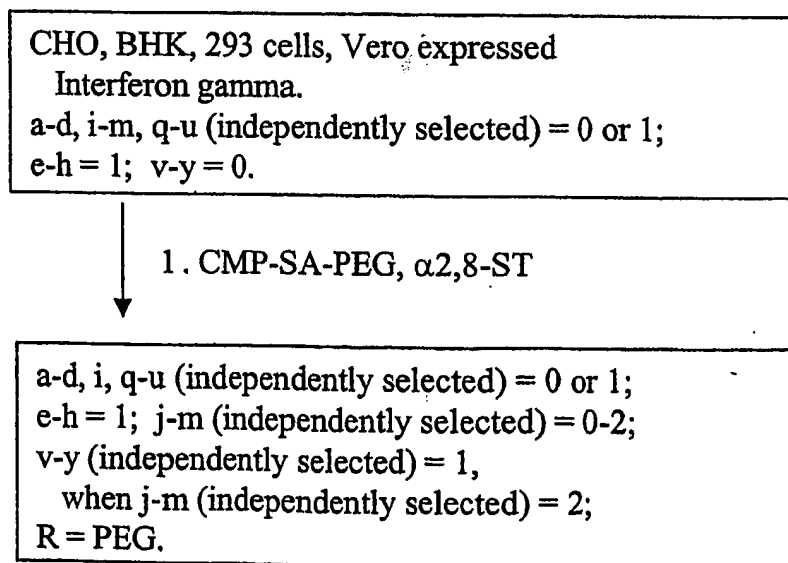 CHO, BHK, 293 cells, Vero expressed
Interferon gamma.
a-d, i-m, q-u (independently selected) = 0 or 1;
e-h = 1; v-y = 0.
1. CMP-SA-PEG, α2,8-ST
a-d, i, q-u (independently selected) = 0 or 1;
e-h = 1; j-m (independently selected) = 0-2;
v-y (independently selected) = 1,
when j-m (independently selected) = 2;
R = PEG.